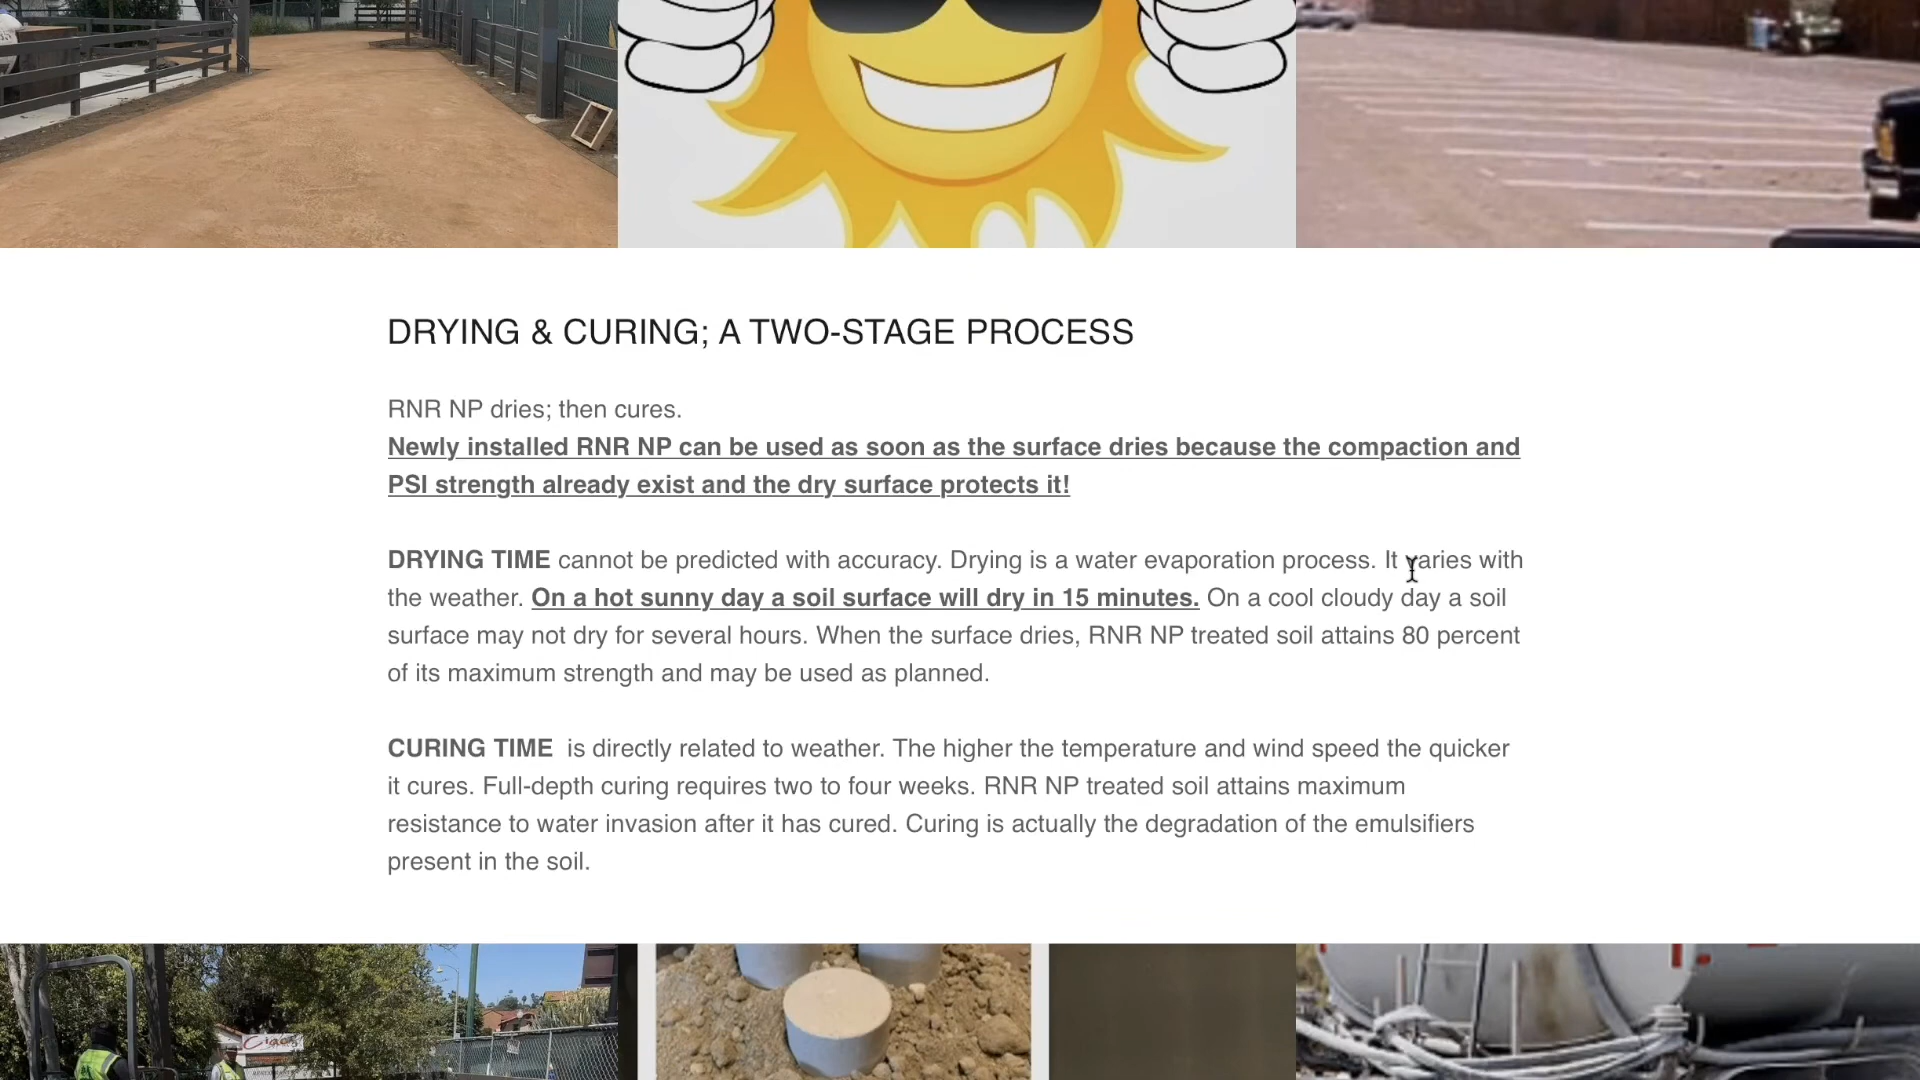 DRYING & CURING; A TWO-STAGE PROCESS
RNR NP dries; then cures.
Newly installed RNR NP can be used as soon as the surface dries because the compaction and
PSI strength already exist and the dry surface protects it!
DRYING TIME cannot be predicted with accuracy. Drying is a water evaporation process. It varies with
the weather. On a hot sunny day a soil surface will dry in 15 minutes. On a cool cloudy day a soil
surface may not dry for several hours. When the surface dries, RNR NP treated soil attains 80 percent
of its maximum strength and may be used as planned.
CURING TIME is directly related to weather. The higher the temperature and wind speed the quicker
it cures. Full-depth curing requires two to four weeks. RNR NP treated soil attains maximum
resistance to water invasion after it has cured. Curing is actually the degradation of the emulsifiers
present in the soil.